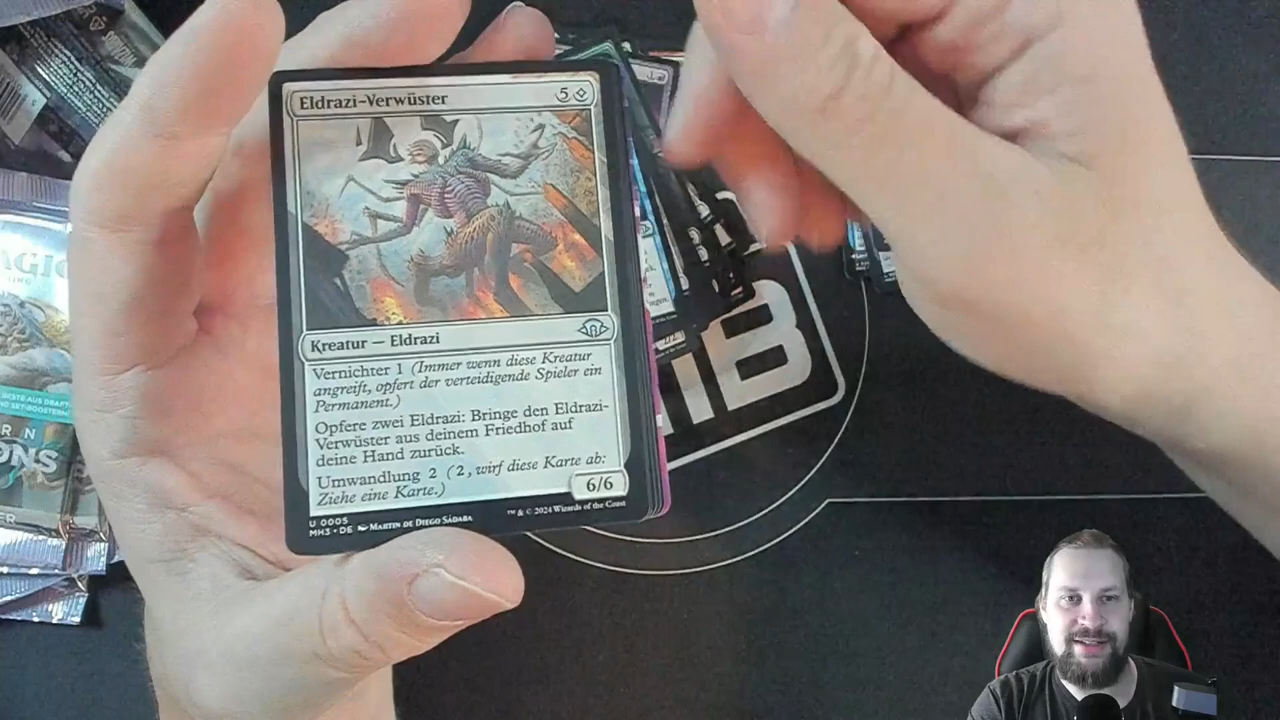 Eldrazi-Verwüster
5
Kreatur — Eldrazi
Vernichter 1 (Immer wenn diese Kreatur
angreift, opfert der verteidigende Spieler ein
Permanent.)
Opfere zwei Eldrazi: Bringe den Eldrazi-
Verwüster aus deinem Friedhof auf
deine Hand zurück.
Umwandlung 2 (2, wirf diese Karte ab:
Ziehe eine Karte.)
6/6
U 0005
MH3 • DE Martin de Diego Sádaba
™ & © 2024 Wizards of the Coast